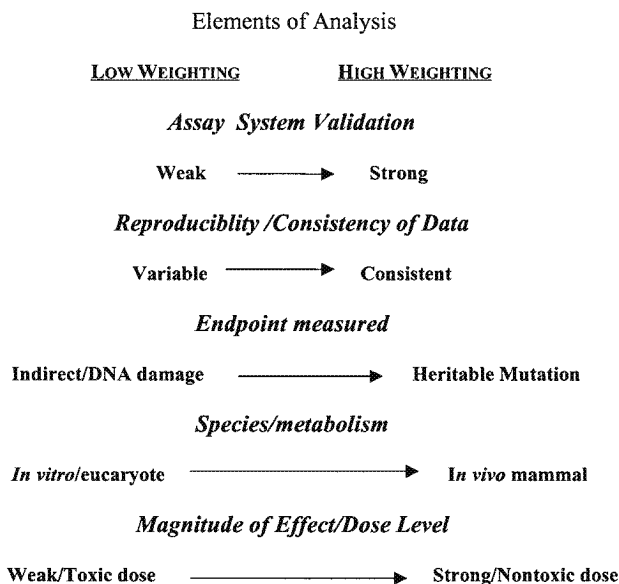 Elements of Analysis
LOW WEIGHTING HIGH WEIGHTING
Assay System Validation
Weak Strong
Reproduciblity /Consistency of Data
Variable Consistent
Endpoint measured
Indirect/DNA damage Heritable Mutation
Species/metabolism
In vitro/eucaryote In vivo mammal
Magnitude of Effect/Dose Level
Weak/Toxic dose Strong/Nontoxic dose